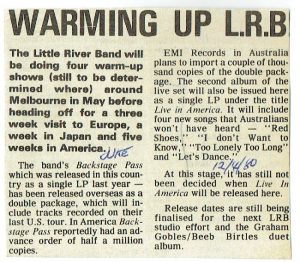 WARMING UP L.R.B
The Little River Band will
be doing four warm-up
shows (still to be deter-
mined where) around
Melbourne in May before
heading off for a three
week visit to Europe, a
week in Japan and five
weeks in America.
JUKE
The band's Backstage Pass
which was released in this
country as a single LP last year —
has been released overseas as a
double package, which will in-
clude tracks recorded on their
last U.S. tour. In America Back-
stage Pass reportedly had an ad-
vance order of half a million
copies.
EMI Records in Australia
plans to import a couple of thou-
sand copies of the double pac-
kage. The second album of the
live set will also be issued here
as a single LP under the title
Live in America. It will include
four new songs that Australians
won't have heard — "Red
Shoes," "I don't Want to
Know," "Too Lonely Too Long"
and "Let's Dance."
12/4/80
At this stage, it has still not
been decided when Live In
America will be released here.
Release dates are still being
finalised for the next LRB
studio effort and the Graham
Gobles/Beeb Birtles duet
album.